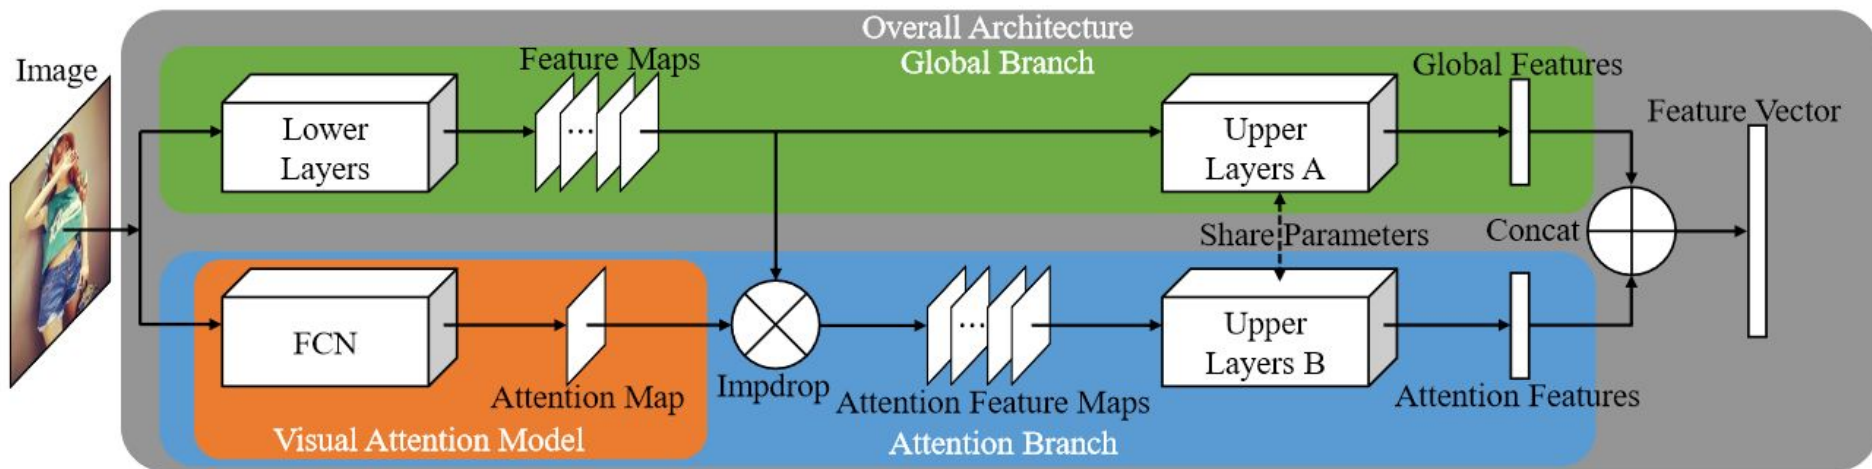 Overall Architecture
Global Branch
Image
Feature Maps
Global Features
Feature Vector
Lower
Layers
...
Upper
Layers A
Share Parameters
Concat
FCN
Attention Map
Impdrop
...
Attention Feature Maps
Upper
Layers B
Attention Features
Visual Attention Model
Attention Branch